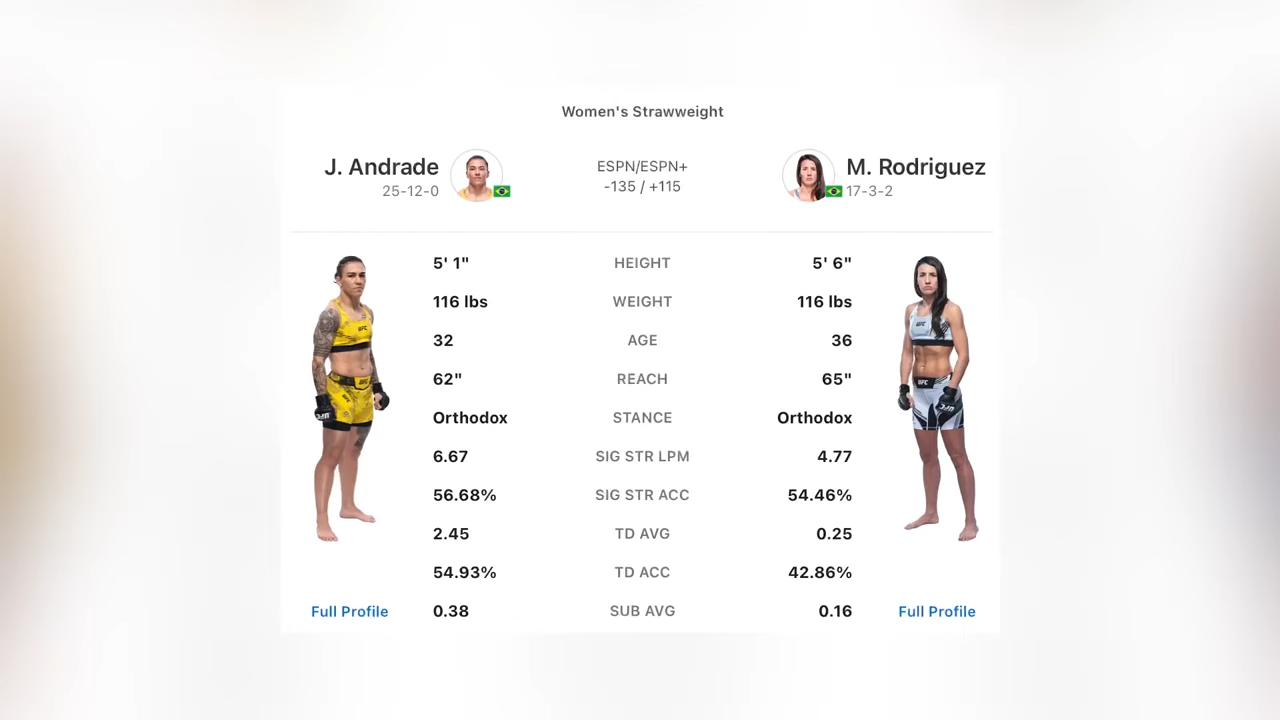 Women's Strawweight
J. Andrade
25-12-0
ESPN/ESPN+
-135 / +115
M. Rodriguez
17-3-2
5' 1" HEIGHT 5' 6"
116 lbs WEIGHT 116 lbs
32 AGE 36
62" REACH 65"
Orthodox STANCE Orthodox
6.67 SIG STR LPM 4.77
56.68% SIG STR ACC 54.46%
2.45 TD AVG 0.25
54.93% TD ACC 42.86%
Full Profile 0.38 SUB AVG 0.16 Full Profile